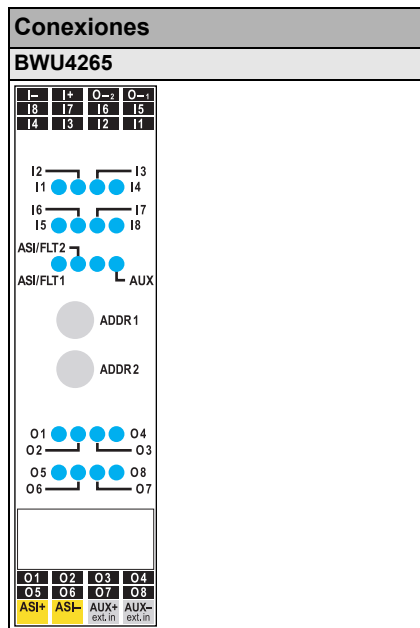 Conexiones
BWU4265
I– I+ O–2 O–1
I8 I7 I6 I5
I4 I3 I2 I1
I2 I3
I1 I4
I6 I7
I5 I8
ASI/FLT2
ASI/FLT1 AUX
ADDR1
ADDR2
O1 O4
O2 O3
O5 O8
O6 O7
O1 O2 O3 O4
O5 O6 O7 O8
ASI+ ASI– AUX+ AUX–
ext.in ext.in